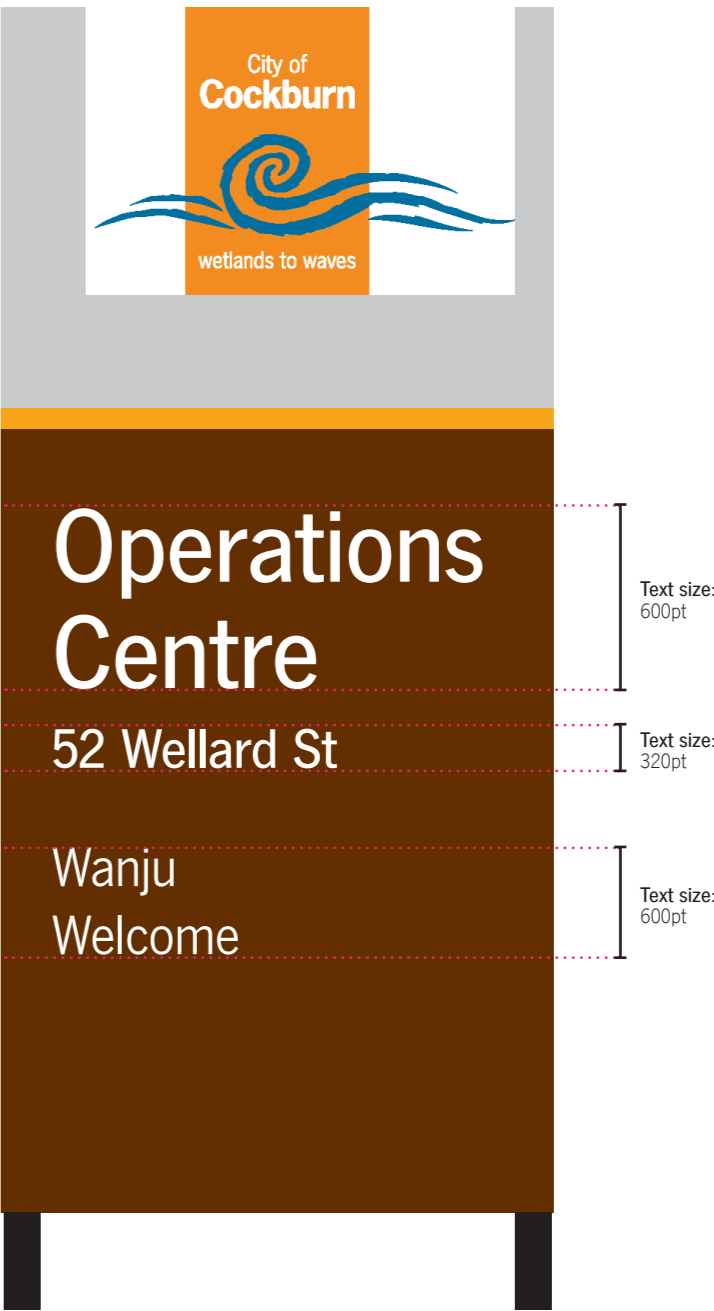 City of
Cockburn
wetlands to waves
Operations
Centre
Text size:
600pt
52 Wellard St
Text size:
320pt
Wanju
Welcome
Text size:
600pt